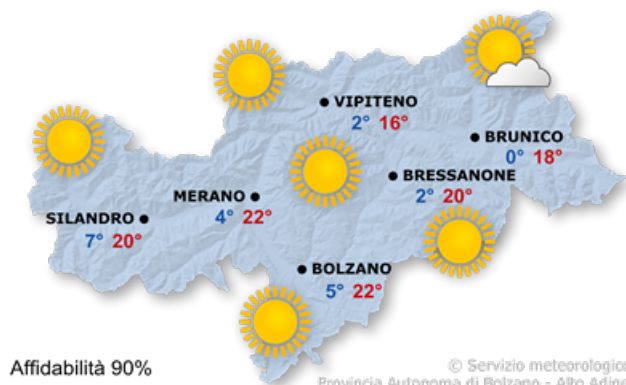 VIPITENO
2° 16°
BRUNICO
0° 18°
BRESSANONE
2° 20°
MERANO
4° 22°
SILANDRO
7° 20°
BOLZANO
5° 22°
Affidabilità 90%
© Servizio meteorologico
Provincia Autonoma di Bolzano - Alto Adige